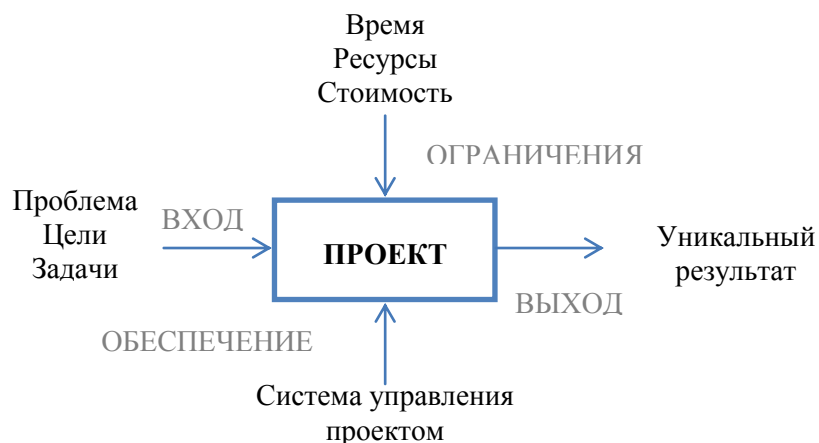 Время
Ресурсы
Стоимость
ОГРАНИЧЕНИЯ
Проблема
Цели
Задачи
ВХОД
ПРОЕКТ
Уникальный
результат
ВЫХОД
ОБЕСПЕЧЕНИЕ
Система управления
проектом